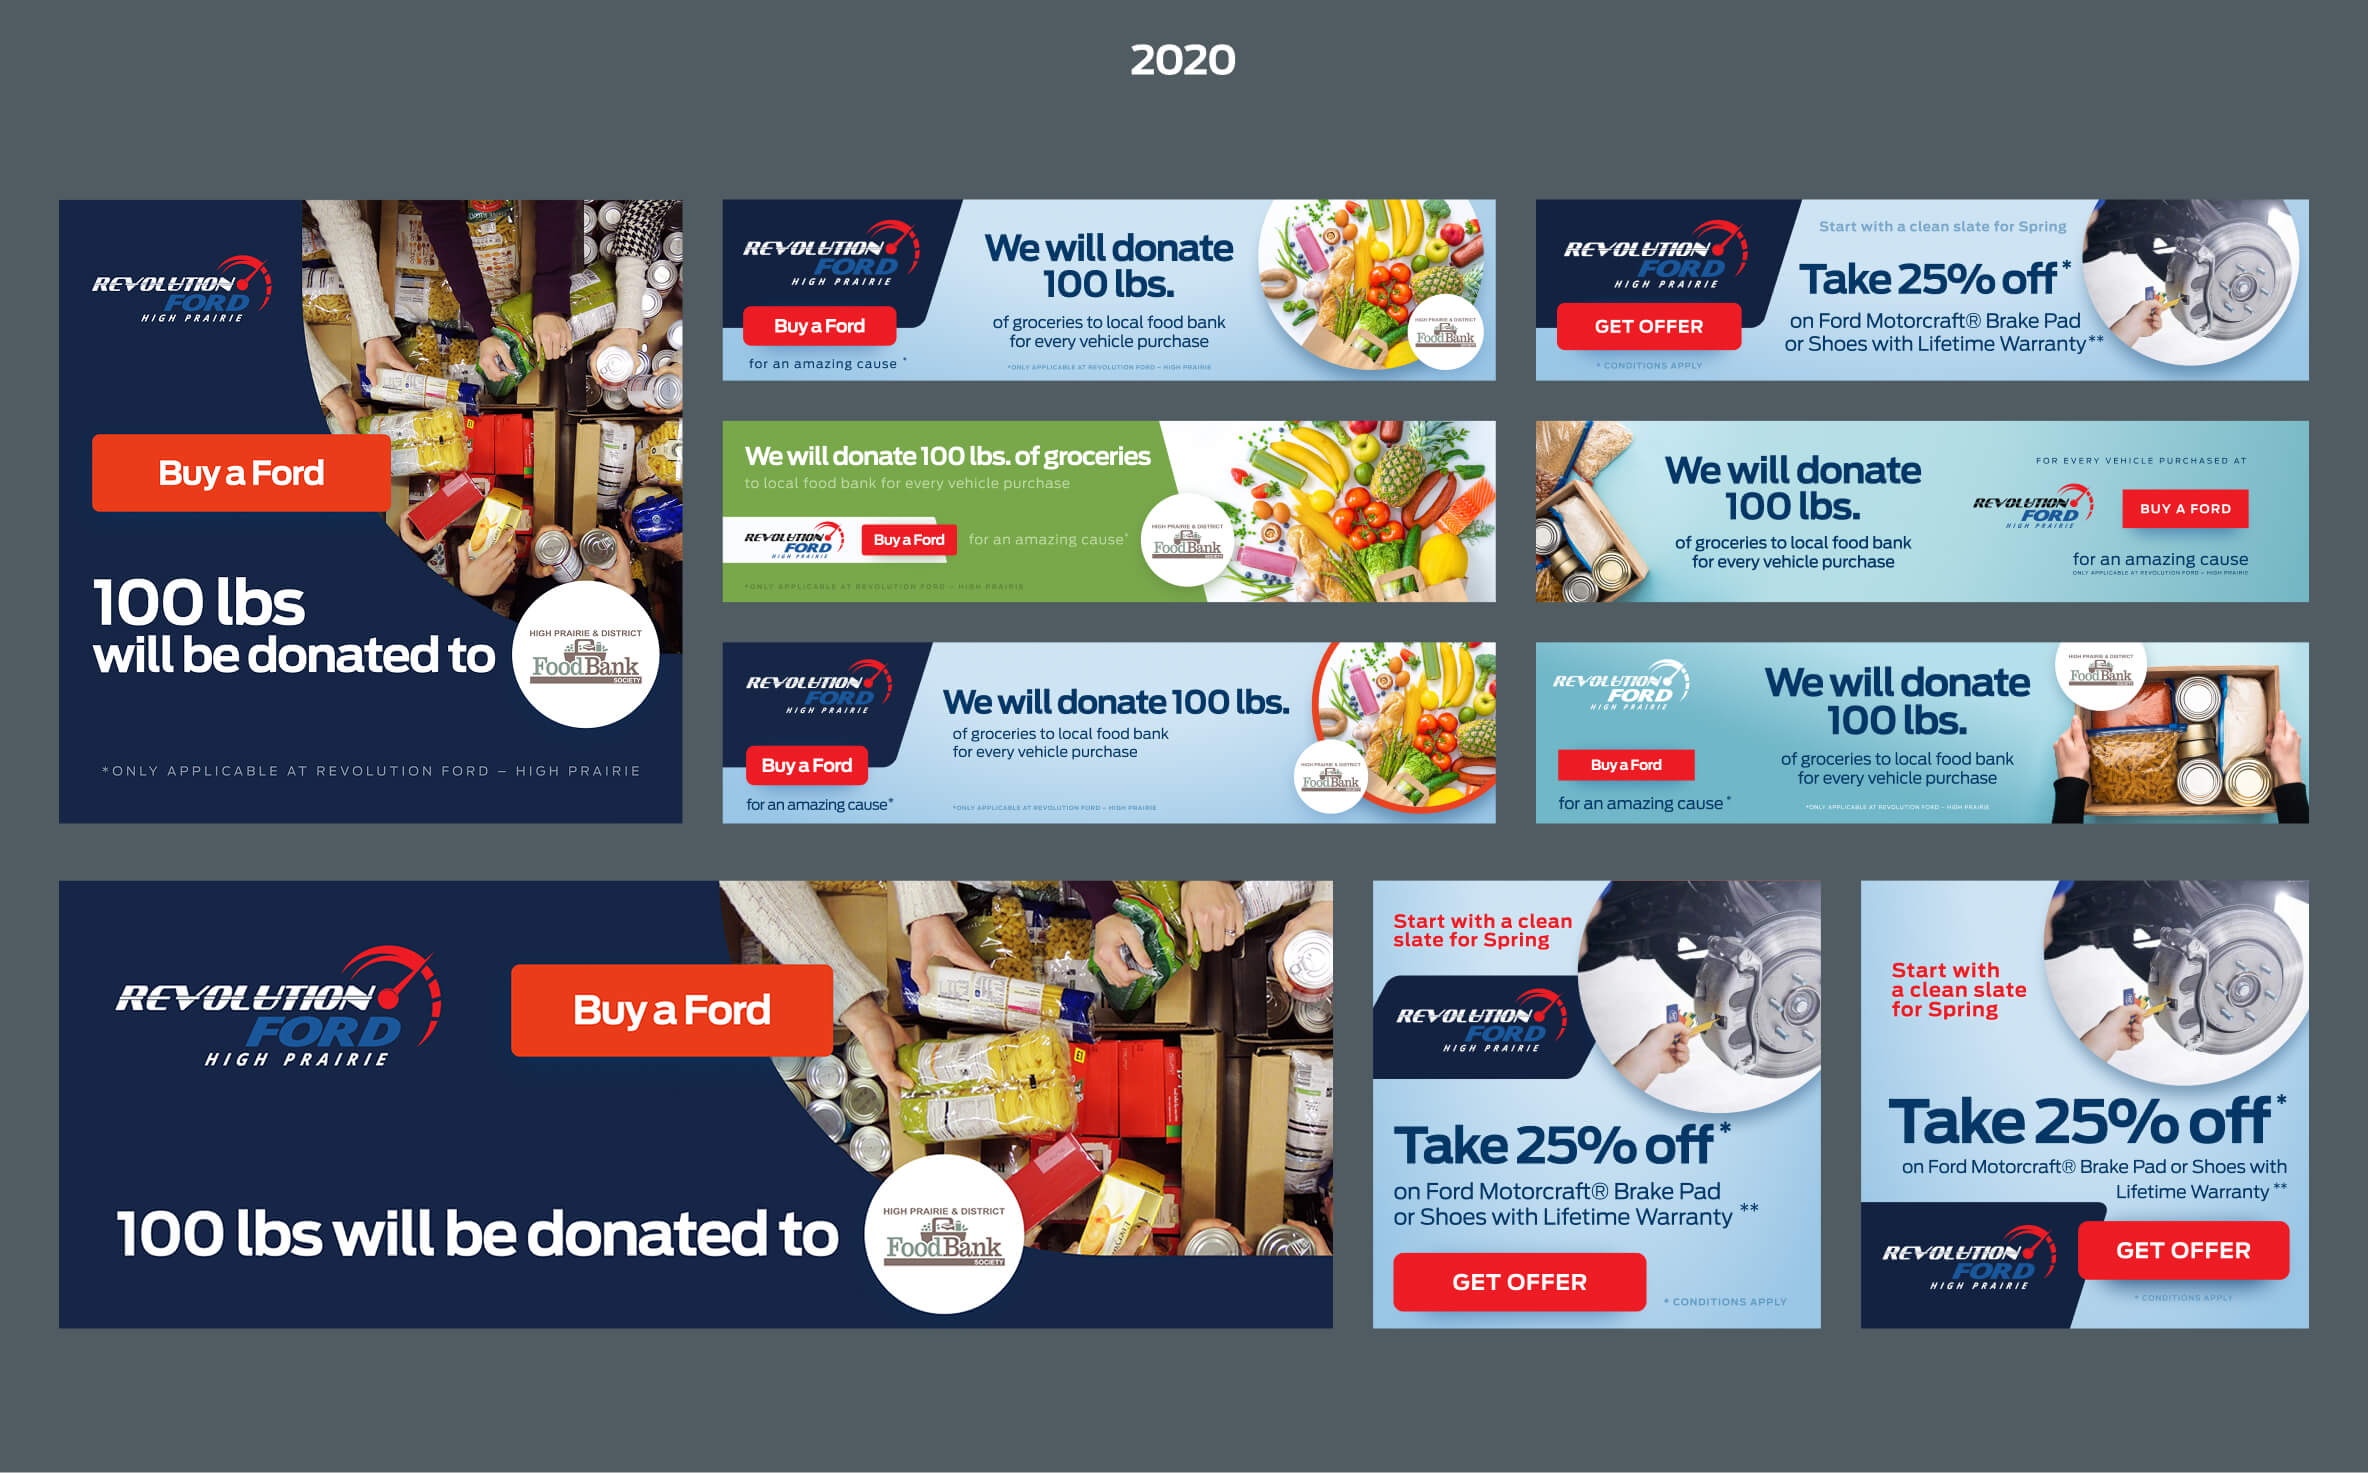 2020
REVOLUTION
FORD
HIGH PRAIRIE
Buy a Ford
100 lbs
will be donated to
HIGH PRAIRIE & DISTRICT
FoodBank
SOCIETY
*ONLY APPLICABLE AT REVOLUTION FORD – HIGH PRAIRIE
REVOLUTION
FORD
HIGH PRAIRIE
Buy a Ford
for an amazing cause *
We will donate
100 lbs.
of groceries to local food bank
for every vehicle purchase
*ONLY APPLICABLE AT REVOLUTION FORD – HIGH PRAIRIE
HIGH PRAIRIE & DISTRICT
FoodBank
REVOLUTION
FORD
HIGH PRAIRIE
GET OFFER
* CONDITIONS APPLY
Start with a clean slate for Spring
Take 25% off*
on Ford Motorcraft® Brake Pad
or Shoes with Lifetime Warranty**
We will donate 100 lbs. of groceries
to local food bank for every vehicle purchase
REVOLUTION
FORD
HIGH PRAIRIE
Buy a Ford
for an amazing cause*
*ONLY APPLICABLE AT REVOLUTION FORD – HIGH PRAIRIE
HIGH PRAIRIE & DISTRICT
FoodBank
SOCIETY
We will donate
100 lbs.
of groceries to local food bank
for every vehicle purchase
FOR EVERY VEHICLE PURCHASED AT
REVOLUTION
FORD
HIGH PRAIRIE
BUY A FORD
for an amazing cause
ONLY APPLICABLE AT REVOLUTION FORD – HIGH PRAIRIE
REVOLUTION
FORD
HIGH PRAIRIE
Buy a Ford
for an amazing cause*
We will donate 100 lbs.
of groceries to local food bank
for every vehicle purchase
*ONLY APPLICABLE AT REVOLUTION FORD – HIGH PRAIRIE
HIGH PRAIRIE & DISTRICT
FoodBank
REVOLUTION
FORD
HIGH PRAIRIE
Buy a Ford
for an amazing cause *
We will donate
100 lbs.
of groceries to local food bank
for every vehicle purchase
*ONLY APPLICABLE AT REVOLUTION FORD – HIGH PRAIRIE
HIGH PRAIRIE & DISTRICT
FoodBank
REVOLUTION
FORD
HIGH PRAIRIE
Buy a Ford
100 lbs will be donated to
HIGH PRAIRIE & DISTRICT
FoodBank
SOCIETY
Start with a clean
slate for Spring
REVOLUTION
FORD
HIGH PRAIRIE
Take 25% off*
on Ford Motorcraft® Brake Pad
or Shoes with Lifetime Warranty **
GET OFFER
* CONDITIONS APPLY
Start with
a clean slate
for Spring
Take 25% off*
on Ford Motorcraft® Brake Pad or Shoes with
Lifetime Warranty **
REVOLUTION
FORD
HIGH PRAIRIE
GET OFFER
* CONDITIONS APPLY